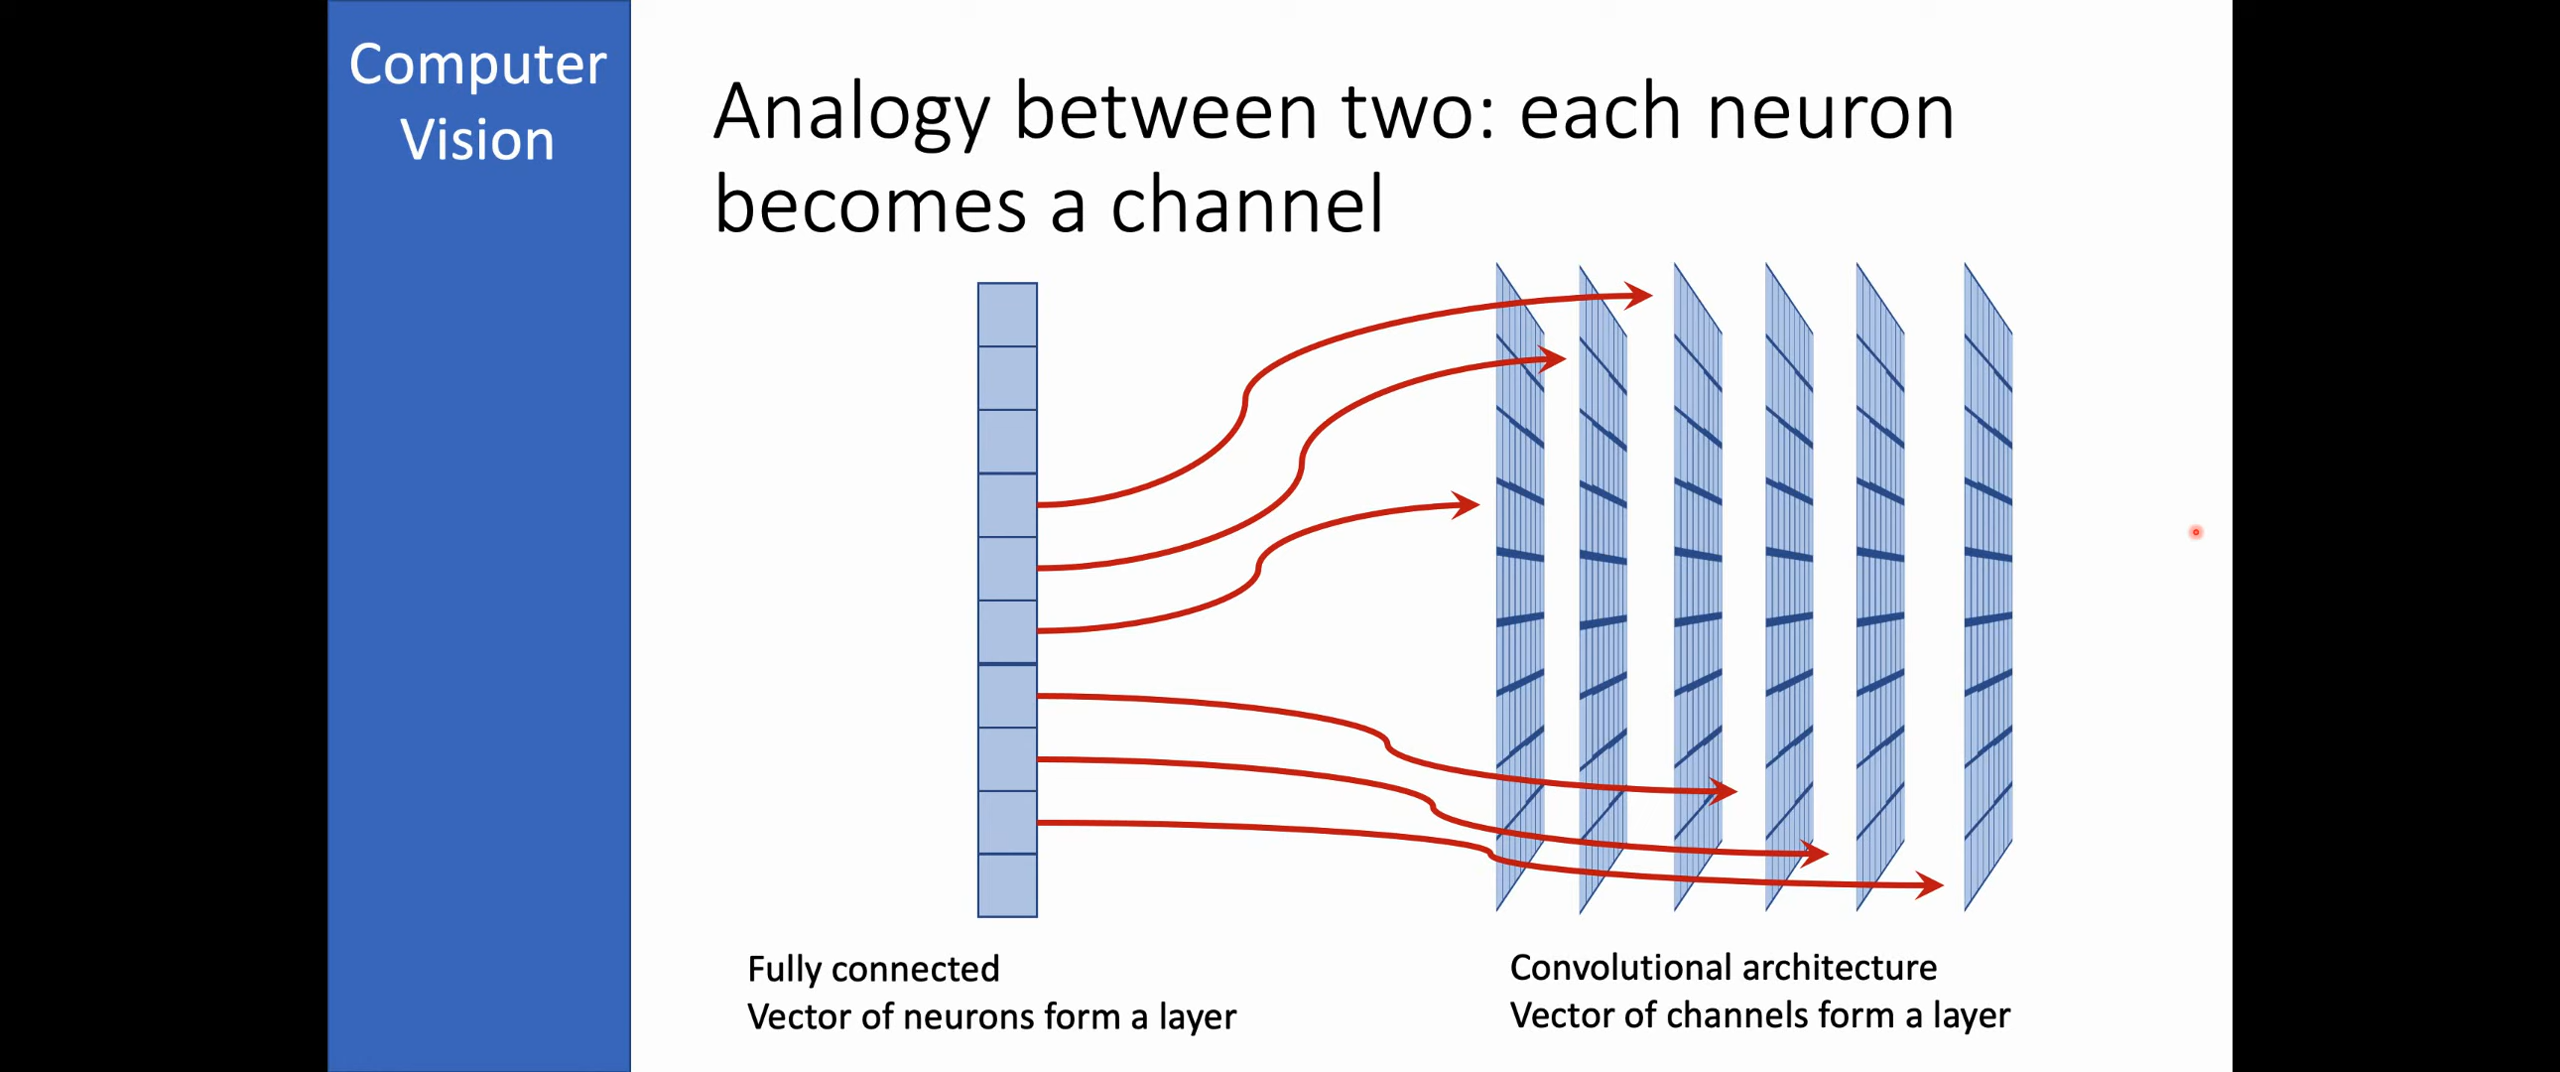 Computer
Vision
Analogy between two: each neuron
becomes a channel
Fully connected
Vector of neurons form a layer
Convolutional architecture
Vector of channels form a layer